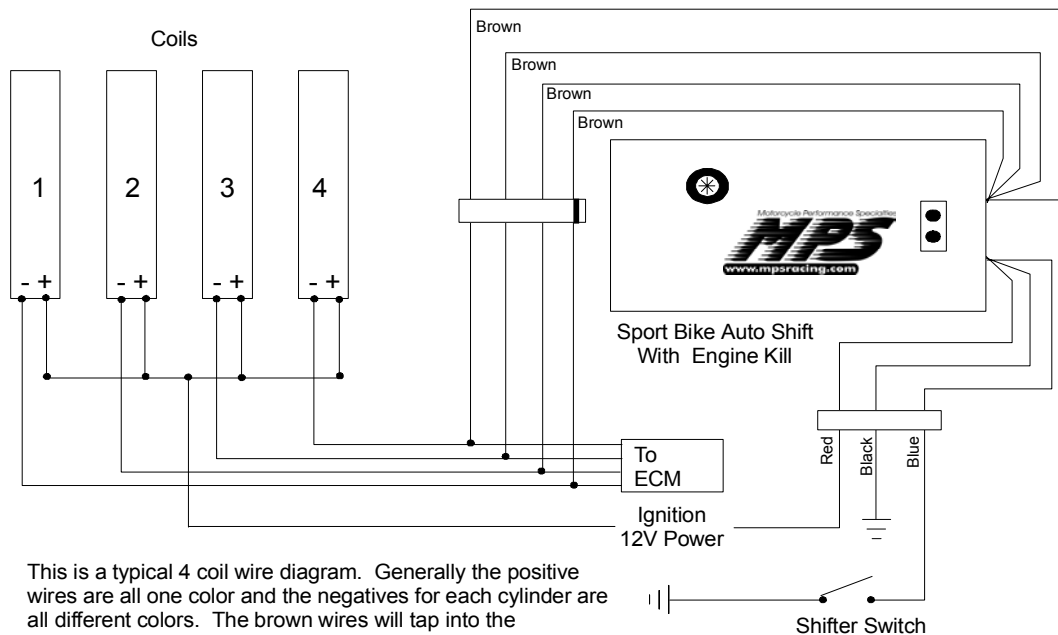 Coils
Brown
Brown
Brown
Brown
1
2
3
4
- +
- +
- +
- +
Motorcycle Performance Specialties
MPS
www.mpsracing.com
Sport Bike Auto Shift
With Engine Kill
Red
Black
Blue
To
ECM
Ignition
12V Power
This is a typical 4 coil wire diagram. Generally the positive
wires are all one color and the negatives for each cylinder are
all different colors. The brown wires will tap into the
Shifter Switch